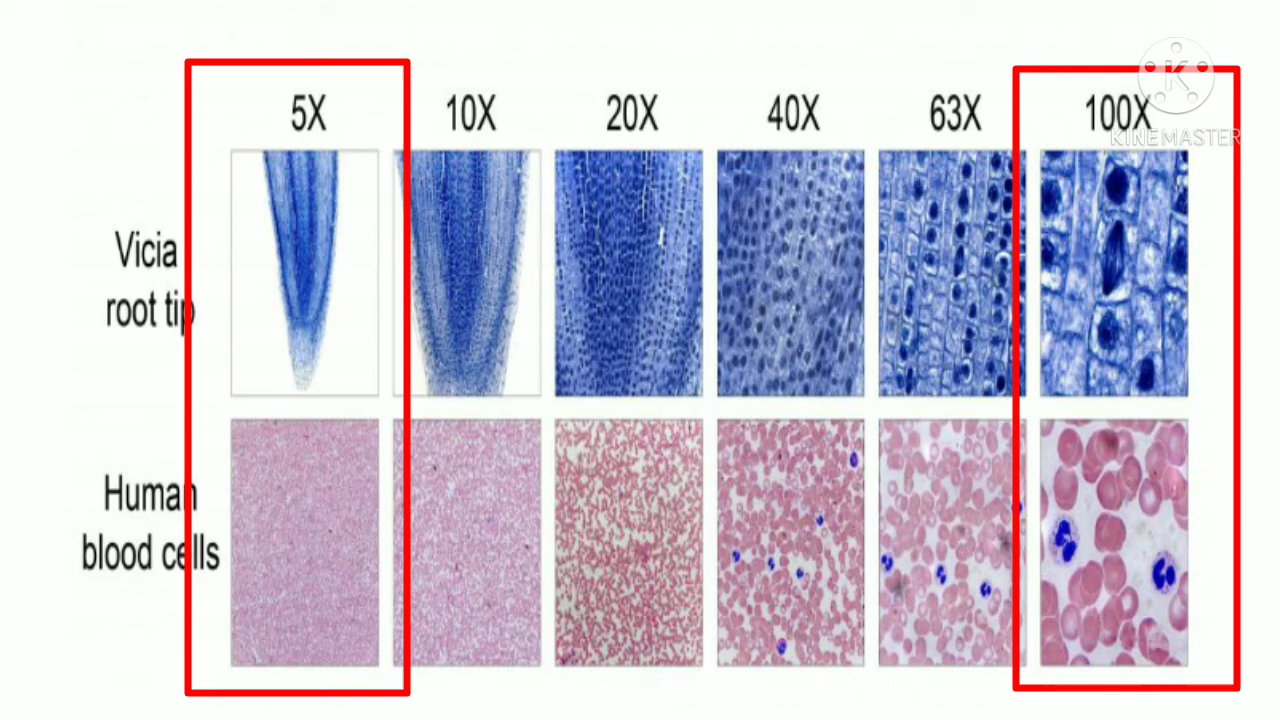 5X 10X 20X 40X 63X 100X
KINEMASTER
Vicia
root tip
Human
blood cells